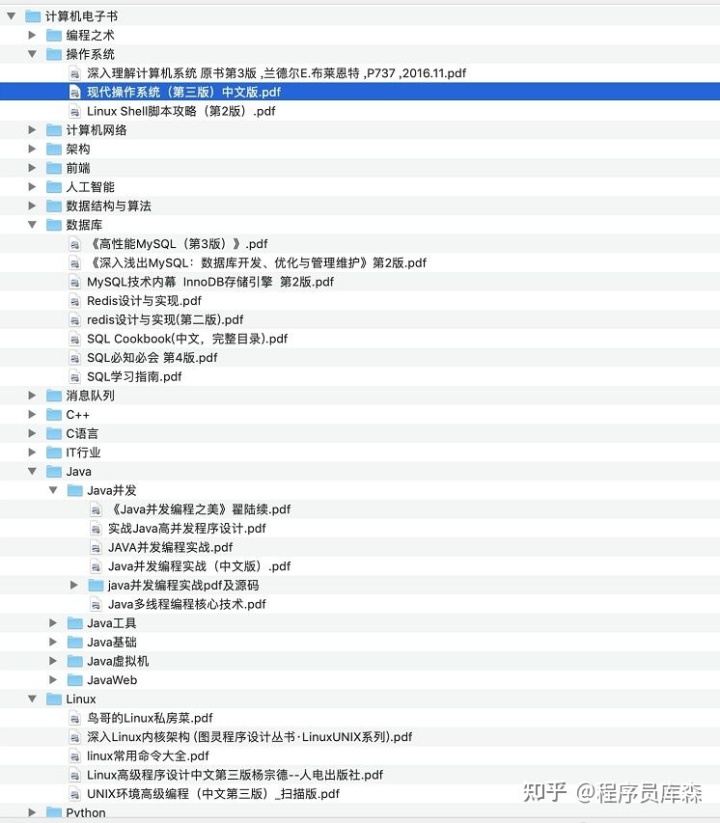 计算机电子书
编程之术
操作系统
深入理解计算机系统 原书第3版 ,兰德尔E.布莱恩特 ,P737 ,2016.11.pdf
现代操作系统（第三版）中文版.pdf
Linux Shell脚本攻略（第2版）.pdf
计算机网络
架构
前端
人工智能
数据结构与算法
数据库
《高性能MySQL（第3版）》.pdf
《深入浅出MySQL：数据库开发、优化与管理维护》第2版.pdf
MySQL技术内幕 InnoDB存储引擎 第2版.pdf
Redis设计与实现.pdf
redis设计与实现(第二版).pdf
SQL Cookbook(中文，完整目录).pdf
SQL必知必会 第4版.pdf
SQL学习指南.pdf
消息队列
C++
C语言
IT行业
Java
Java并发
《Java并发编程之美》翟陆续.pdf
实战Java高并发程序设计.pdf
JAVA并发编程实战.pdf
Java并发编程实战（中文版）.pdf
java并发编程实战pdf及源码
Java多线程编程核心技术.pdf
Java工具
Java基础
Java虚拟机
JavaWeb
Linux
鸟哥的Linux私房菜.pdf
深入Linux内核架构 (图灵程序设计丛书·LinuxUNIX系列).pdf
linux常用命令大全.pdf
Linux高级程序设计中文第三版杨宗德--人电出版社.pdf
UNIX环境高级编程（中文第三版）_扫描版.pdf
Python
知乎 @程序员库森